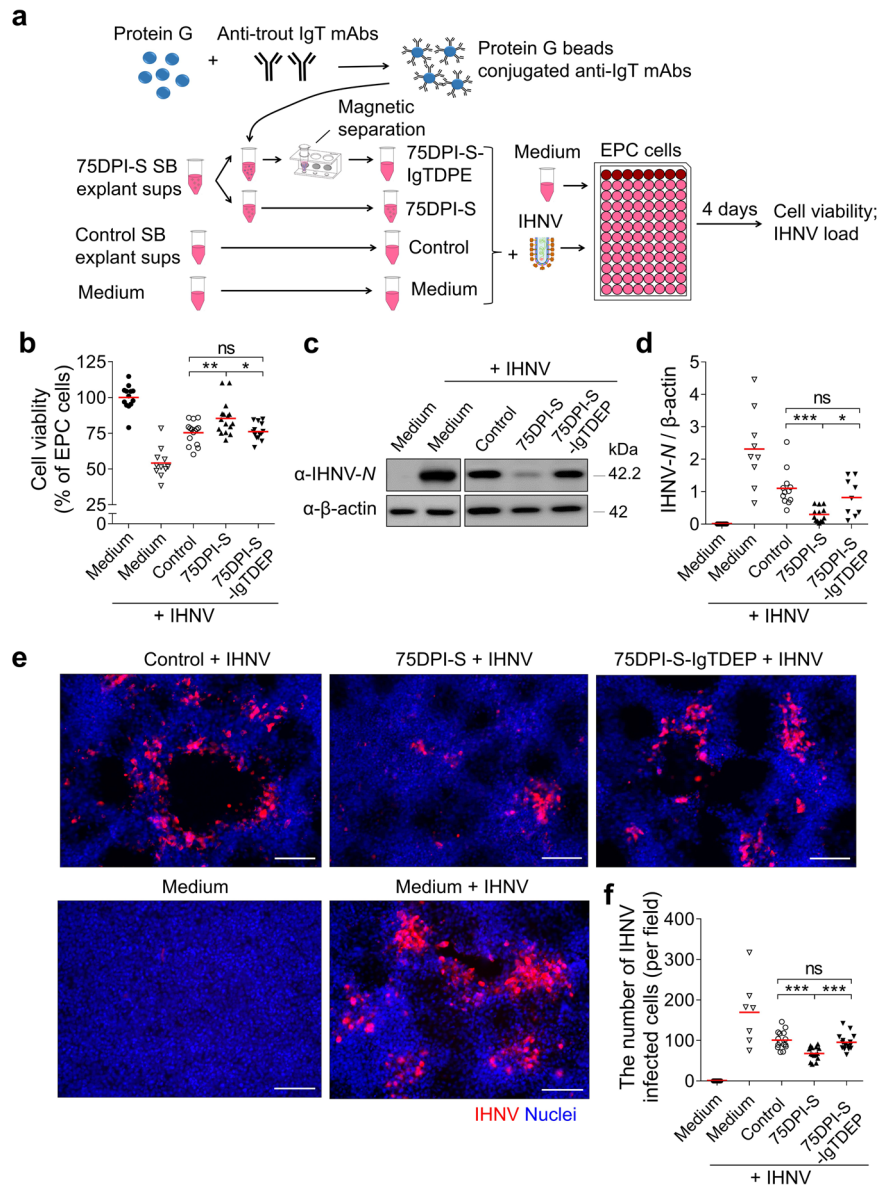 a
Protein G
+
Anti-trout IgT mAbs
Protein G beads
conjugated anti-IgT mAbs
Magnetic
separation
75DPI-S SB
explant sups
75DPI-S-
IgTDPE
75DPI-S
Control SB
explant sups
Control
Medium
Medium
+
Medium
IHNV
EPC cells
4 days
Cell viability;
IHNV load
b
Cell viablity
(% of EPC cells)
125
100
75
50
25
0
ns
** *
Medium
Medium
Control
75DPI-S
75DPI-S
-IgTDEP
+ IHNV
c
+ IHNV
Medium
Medium
Control
75DPI-S
75DPI-S
-IgTDEP
kDa
α-IHNV-N
42.2
α-β-actin
42
d
IHNV-N / β-actin
5
4
3
2
1
0
ns
*** *
Medium
Medium
Control
75DPI-S
75DPI-S
-IgTDEP
+ IHNV
e
Control + IHNV
75DPI-S + IHNV
75DPI-S-IgTDEP + IHNV
Medium
Medium + IHNV
IHNV Nuclei
f
The number of IHNV
infected cells (per field)
400
300
200
100
0
ns
*** ***
Medium
Medium
Control
75DPI-S
75DPI-S
-IgTDEP
+ IHNV